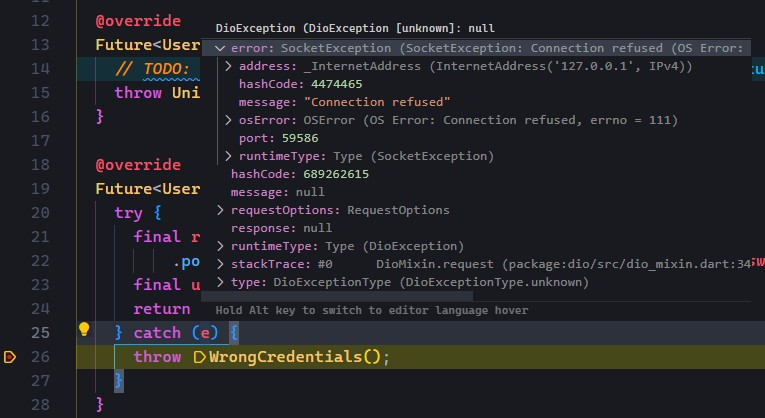 12 @override
13 Future<User
14 // TODO:
15 throw Uni
16 }
17
18 @override
19 Future<User
20 try {
21 final r
22 .po
23 final u
24 return
25 } catch (e) {
26 throw WrongCredentials();
27 }
28 }
DioException (DioException [unknown]: null
error: SocketException (SocketException: Connection refused (OS Error:
address: _InternetAddress (InternetAddress('127.0.0.1', IPv4))
hashCode: 4474465
message: "Connection refused"
osError: OSError (OS Error: Connection refused, errno = 111)
port: 59586
runtimeType: Type (SocketException)
hashCode: 689262615
message: null
requestOptions: RequestOptions
response: null
runtimeType: Type (DioException)
stackTrace: #0 DioMixin.request (package:dio/src/dio_mixin.dart:34
type: DioExceptionType (DioExceptionType.unknown)
Hold Alt key to switch to editor language hover